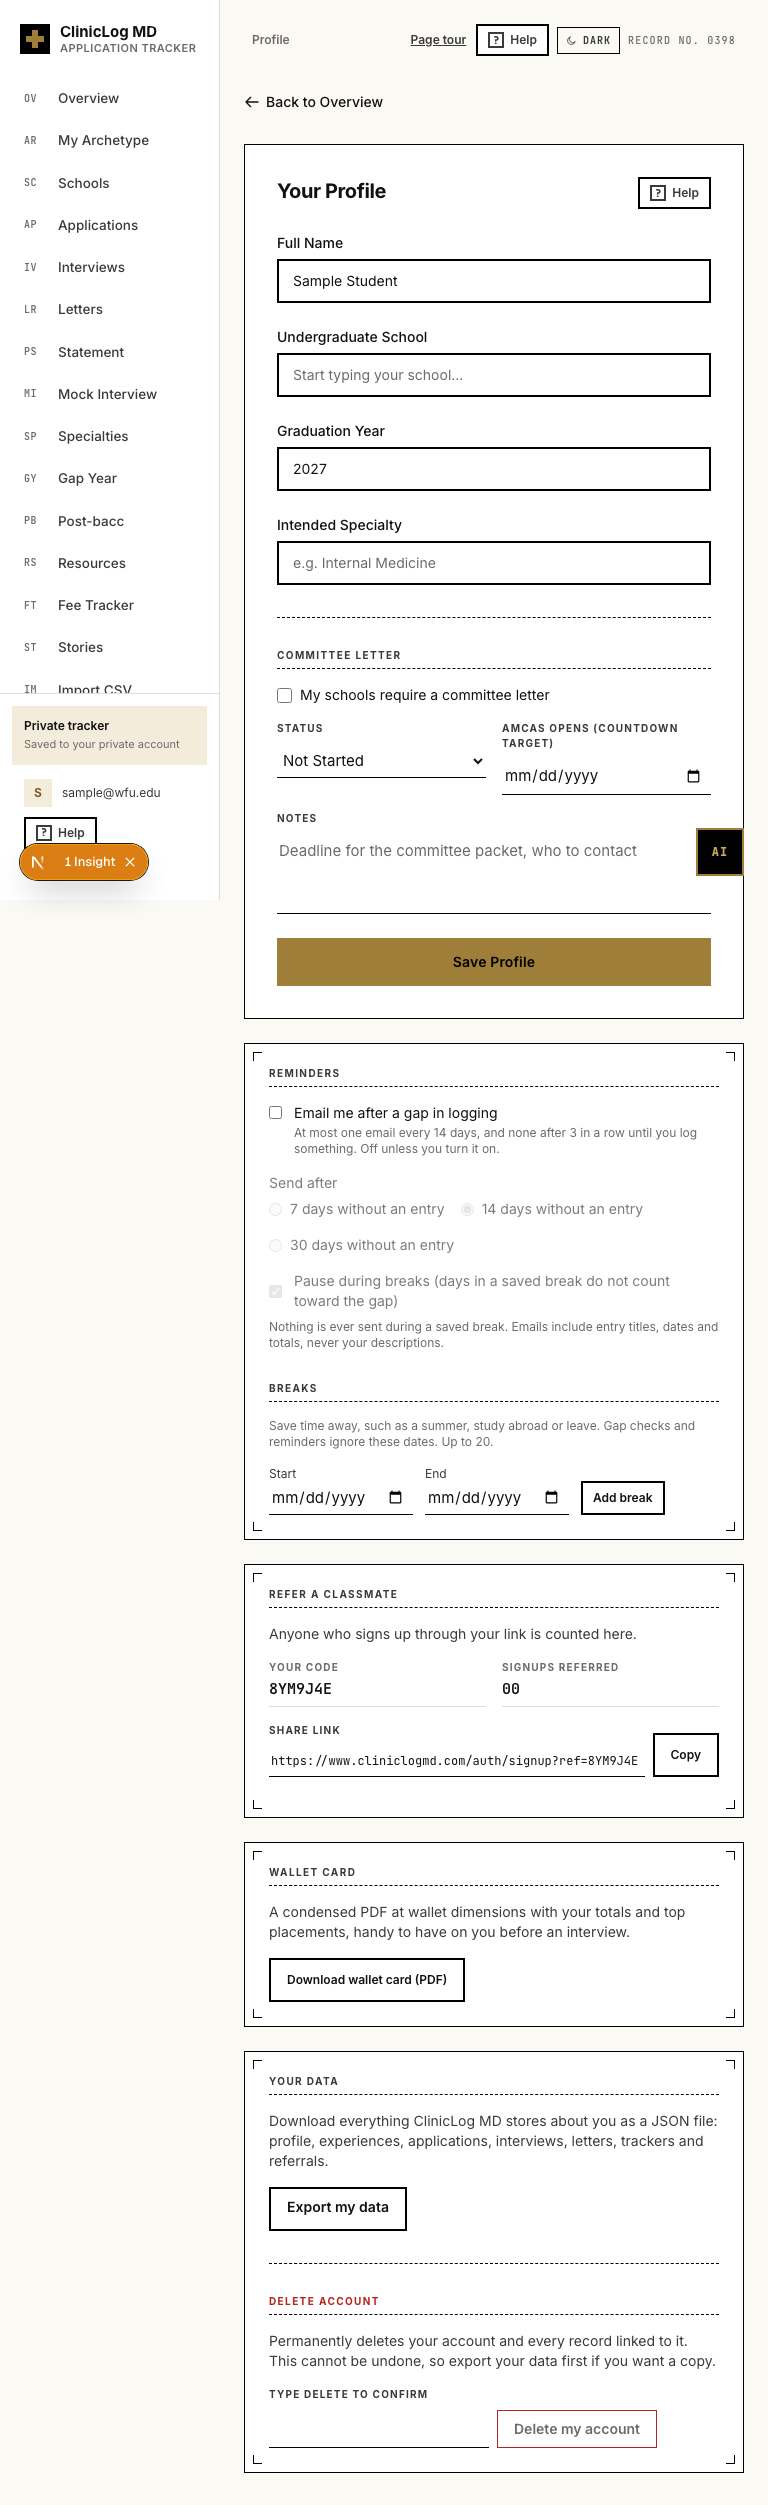 ClinicLog MD
APPLICATION TRACKER
OV Overview
AR My Archetype
SC Schools
AP Applications
IV Interviews
LR Letters
PS Statement
MI Mock Interview
SP Specialties
GY Gap Year
PB Post-bacc
RS Resources
FT Fee Tracker
ST Stories
IM Import CSV
Private tracker
Saved to your private account
S sample@wfu.edu
? Help
N 1 Insight
Profile
Page tour
? Help
DARK
RECORD NO. 0398
Back to Overview
Your Profile
? Help
Full Name
Sample Student
Undergraduate School
Start typing your school...
Graduation Year
2027
Intended Specialty
e.g. Internal Medicine
COMMITTEE LETTER
My schools require a committee letter
STATUS
Not Started
AMCAS OPENS (COUNTDOWN
TARGET)
mm/dd/yyyy
NOTES
Deadline for the committee packet, who to contact
AI
Save Profile
REMINDERS
Email me after a gap in logging
At most one email every 14 days, and none after 3 in a row until you log
something. Off unless you turn it on.
Send after
7 days without an entry
14 days without an entry
30 days without an entry
Pause during breaks (days in a saved break do not count
toward the gap)
Nothing is ever sent during a saved break. Emails include entry titles, dates and
totals, never your descriptions.
BREAKS
Save time away, such as a summer, study abroad or leave. Gap checks and
reminders ignore these dates. Up to 20.
Start
mm/dd/yyyy
End
mm/dd/yyyy
Add break
REFER A CLASSMATE
Anyone who signs up through your link is counted here.
YOUR CODE
8YM9J4E
SIGNUPS REFERRED
00
SHARE LINK
https://www.cliniclogmd.com/auth/signup?ref=8YM9J4E
Copy
WALLET CARD
A condensed PDF at wallet dimensions with your totals and top
placements, handy to have on you before an interview.
Download wallet card (PDF)
YOUR DATA
Download everything ClinicLog MD stores about you as a JSON file:
profile, experiences, applications, interviews, letters, trackers and
referrals.
Export my data
DELETE ACCOUNT
Permanently deletes your account and every record linked to it.
This cannot be undone, so export your data first if you want a copy.
TYPE DELETE TO CONFIRM
Delete my account